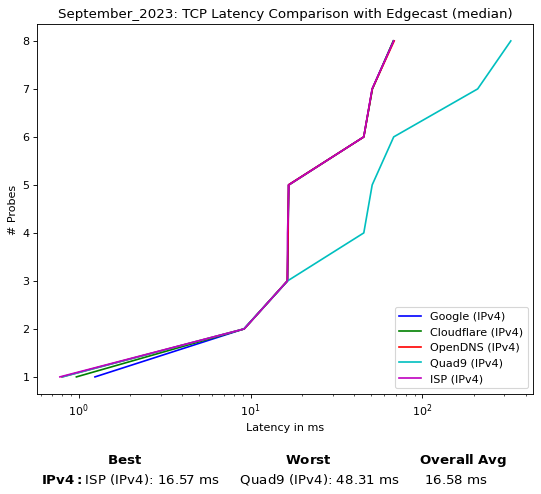 September_2023: TCP Latency Comparison with Edgecast (median)
8
7
6
5
4
3
2
1
# Probes
10⁰ 10¹ 10²
Latency in ms
Google (IPv4)
Cloudflare (IPv4)
OpenDNS (IPv4)
Quad9 (IPv4)
ISP (IPv4)
Best Worst Overall Avg
IPv4: ISP (IPv4): 16.57 ms Quad9 (IPv4): 48.31 ms 16.58 ms